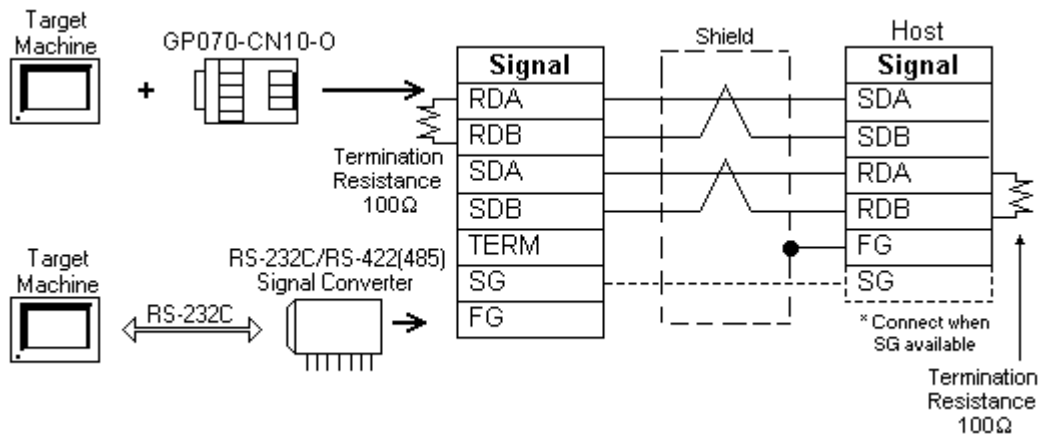 Target
Machine
+
GP070-CN10-O
Termination
Resistance
100Ω
Target
Machine
RS-232C
RS-232C/RS-422(485)
Signal Converter
Signal
RDA
RDB
SDA
SDB
TERM
SG
FG
Shield
Host
Signal
SDA
SDB
RDA
RDB
FG
SG
* Connect when
SG available
Termination
Resistance
100Ω